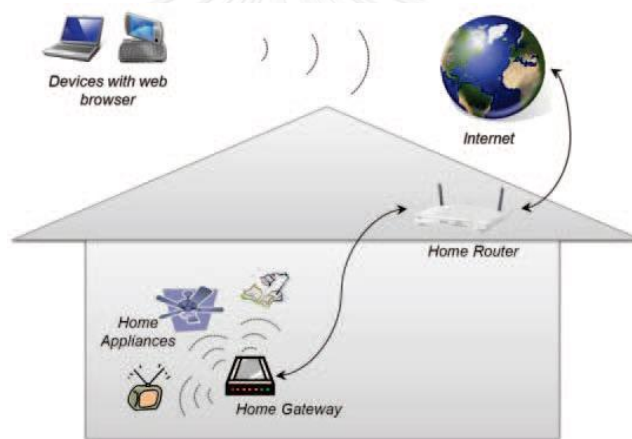 Devices with web
browser
Internet
Home Router
Home
Appliances
Home Gateway